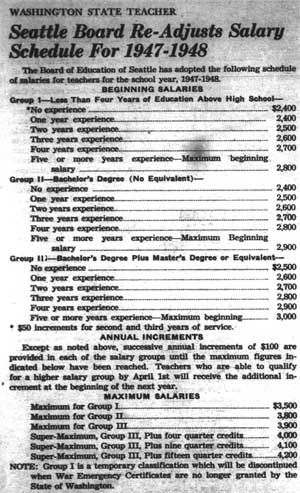 WASHINGTON STATE TEACHER
Seattle Board Re-Adjusts Salary
Schedule For 1947-1948
The Board of Education of Seattle has adopted the following schedule
of salaries for teachers for the school year, 1947-1948.
BEGINNING SALARIES
Group I—Less Than Four Years of Education Above High School—
*No experience $2,400
One year experience 2,400
Two years experience 2,500
Three years experience 2,600
Four years experience 2,700
Five or more years experience—Maximum beginning
salary 2,800
Group II—Bachelor's Degree (No Equivalent)—
No experience 2,400
One year experience 2,500
Two years experience 2,600
Three years experience 2,700
Four years experience 2,800
Five or more years experience—Maximum Beginning
salary 2,900
Group III—Bachelor's Degree Plus Master's Degree or Equivalent—
No experience $2,500
One year experience 2,600
Two years experience 2,700
Three years experience 2,800
Four years experience 2,900
Five or more years experience—Maximum beginning 3,000
* $50 increments for second and third years of service.
ANNUAL INCREMENTS
Except as noted above, successive annual increments of $100 are
provided in each of the salary groups until the maximum figures in-
dicated below have been reached. Teachers who are able to qualify
for a higher salary group by April 1st will receive the additional in-
crement at the beginning of the next year.
MAXIMUM SALARIES
Maximum for Group I $3,500
Maximum for Group II 3,800
Maximum for Group III 3,900
Super-Maximum, Group III, Plus four quarter credits 4,000
Super-Maximum, Group III, Plus nine quarter credits 4,100
Super-Maximum, Group III, Plus fifteen quarter credits 4,200
NOTE: Group I is a temporary classification which will be discontinued
when War Emergency Certificates are no longer granted by the
State of Washington.